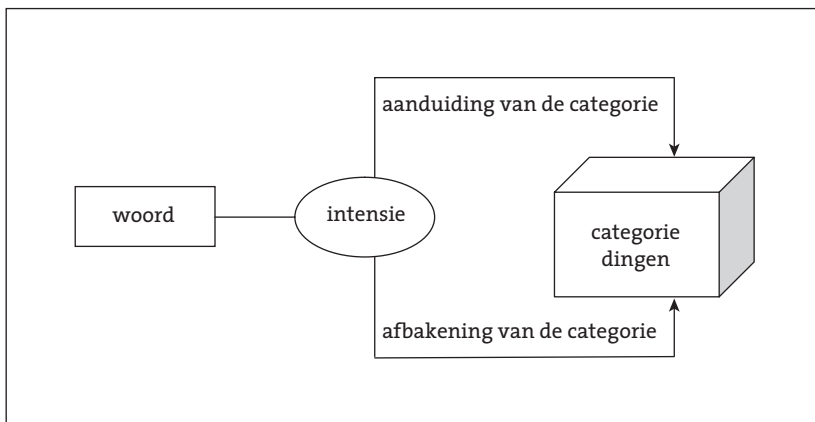 aanduiding van de categorie
woord
intensie
categorie
dingen
afbakening van de categorie